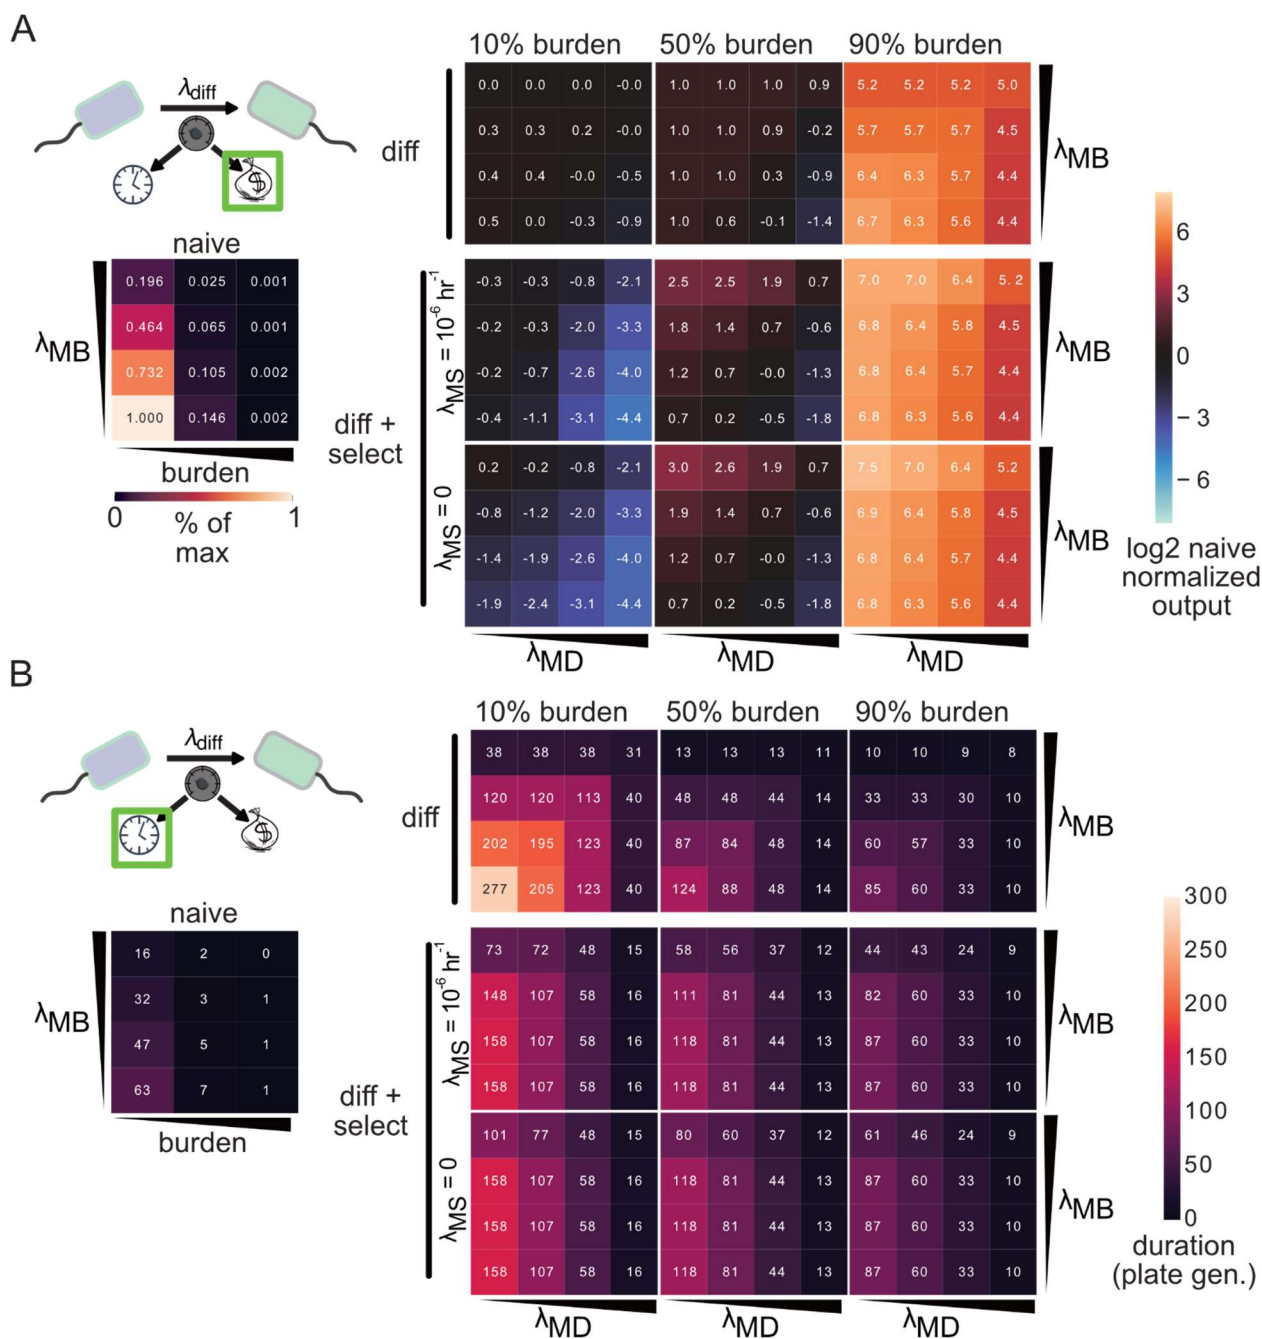 A
λdiff
$
naive
0.196 0.025 0.001
0.464 0.065 0.001
0.732 0.105 0.002
1.000 0.146 0.002
λMB
burden
0 1
% of
max
10% burden 50% burden 90% burden
diff
0.0 0.0 0.0 -0.0 1.0 1.0 1.0 0.9 5.2 5.2 5.2 5.0
0.3 0.3 0.2 -0.0 1.0 1.0 0.9 -0.2 5.7 5.7 5.7 4.5
0.4 0.4 -0.0 -0.5 1.0 1.0 0.3 -0.9 6.4 6.3 5.7 4.4
0.5 0.0 -0.3 -0.9 1.0 0.6 -0.1 -1.4 6.7 6.3 5.6 4.4
λMB
diff +
select
λMS = 10-6 hr-1
-0.3 -0.3 -0.8 -2.1 2.5 2.5 1.9 0.7 7.0 7.0 6.4 5.2
-0.2 -0.3 -2.0 -3.3 1.8 1.4 0.7 -0.6 6.8 6.4 5.8 4.5
-0.2 -0.7 -2.6 -4.0 1.2 0.7 -0.0 -1.3 6.8 6.4 5.7 4.4
-0.4 -1.1 -3.1 -4.4 0.7 0.2 -0.5 -1.8 6.8 6.3 5.6 4.4
λMB
λMS = 0
0.2 -0.2 -0.8 -2.1 3.0 2.6 1.9 0.7 7.5 7.0 6.4 5.2
-0.8 -1.2 -2.0 -3.3 1.9 1.4 0.7 -0.6 6.9 6.4 5.8 4.5
-1.4 -1.9 -2.6 -4.0 1.2 0.7 -0.0 -1.3 6.8 6.4 5.7 4.4
-1.9 -2.4 -3.1 -4.4 0.7 0.2 -0.5 -1.8 6.8 6.3 5.6 4.4
λMB
λMD λMD λMD
6
3
0
− 3
− 6
log2 naive
normalized
output
B
λdiff
$
naive
16 2 0
32 3 1
47 5 1
63 7 1
λMB
burden
10% burden 50% burden 90% burden
diff
38 38 38 31 13 13 13 11 10 10 9 8
120 120 113 40 48 48 44 14 33 33 30 10
202 195 123 40 87 84 48 14 60 57 33 10
277 205 123 40 124 88 48 14 85 60 33 10
λMB
diff +
select
λMS = 10-6 hr-1
73 72 48 15 58 56 37 12 44 43 24 9
148 107 58 16 111 81 44 13 82 60 33 10
158 107 58 16 118 81 44 13 87 60 33 10
158 107 58 16 118 81 44 13 87 60 33 10
λMB
λMS = 0
101 77 48 15 80 60 37 12 61 46 24 9
158 107 58 16 118 81 44 13 87 60 33 10
158 107 58 16 118 81 44 13 87 60 33 10
158 107 58 16 118 81 44 13 87 60 33 10
λMB
λMD λMD λMD
300
250
200
150
100
50
0
duration
(plate gen.)